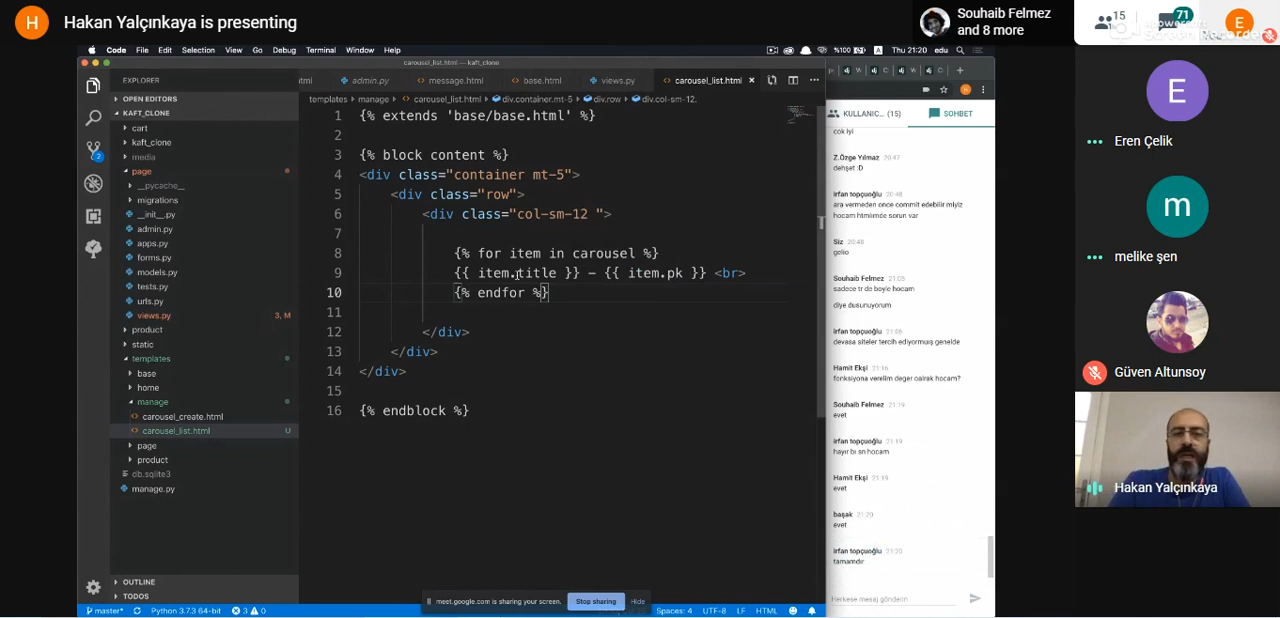 H
Hakan Yalçınkaya is presenting
Souhaib Felmez
and 8 more
15
71
E
Code File Edit Selection View Go Debug Terminal Window Help
%100
A
Thu 21:20 edu
carousel_list.html — kaft_clone
EXPLORER
OPEN EDITORS
KAFT_CLONE
cart
kaft_clone
media
page
__pycache__
migrations
__init__.py
admin.py
apps.py
forms.py
models.py
tests.py
urls.py
views.py 3, M
product
static
templates
base
home
manage
carousel_create.html
carousel_list.html U
page
product
db.sqlite3
manage.py
OUTLINE
TODOS
2
admin.py message.html base.html views.py carousel_list.html ×
templates › manage › carousel_list.html › div.container.mt-5 › div.row › div.col-sm-12.
1 {% extends 'base/base.html' %}
2
3 {% block content %}
4 <div class="container mt-5">
5 <div class="row">
6 <div class="col-sm-12 ">
7
8 {% for item in carousel %}
9 {{ item.title }} – {{ item.pk }} <br>
10 {% endfor %}
11
12 </div>
13 </div>
14 </div>
15
16 {% endblock %}
master* Python 3.7.3 64-bit 3 0
meet.google.com is sharing your screen. Stop sharing Hide
Spaces: 4 UTF-8 LF HTML
KULLANIC... (15) SOHBET
cok iyi
Z.Özge Yılmaz 20:47
dehşet :D
irfan topçuoğlu 20:48
ara vermeden once commit edebilir miyiz
hocam htmlimde sorun var
Siz 20:48
gelio
Souhaib Felmez 21:03
sadece tr de boyle hocam
diye dusunuyorum
irfan topçuoğlu 21:06
devasa siteler tercih ediyormuş genelde
Hamit Ekşi 21:16
fonksiyona verelim deger oalrak hocam?
Souhaib Felmez 21:19
evet
irfan topçuoğlu 21:19
hayır bı sn hocam
Hamit Ekşi 21:19
evet
başak 21:20
evet
irfan topçuoğlu 21:20
tamamdır
Herkese mesaj gönderin
E
Eren Çelik
m
melike şen
Güven Altunsoy
Hakan Yalçınkaya